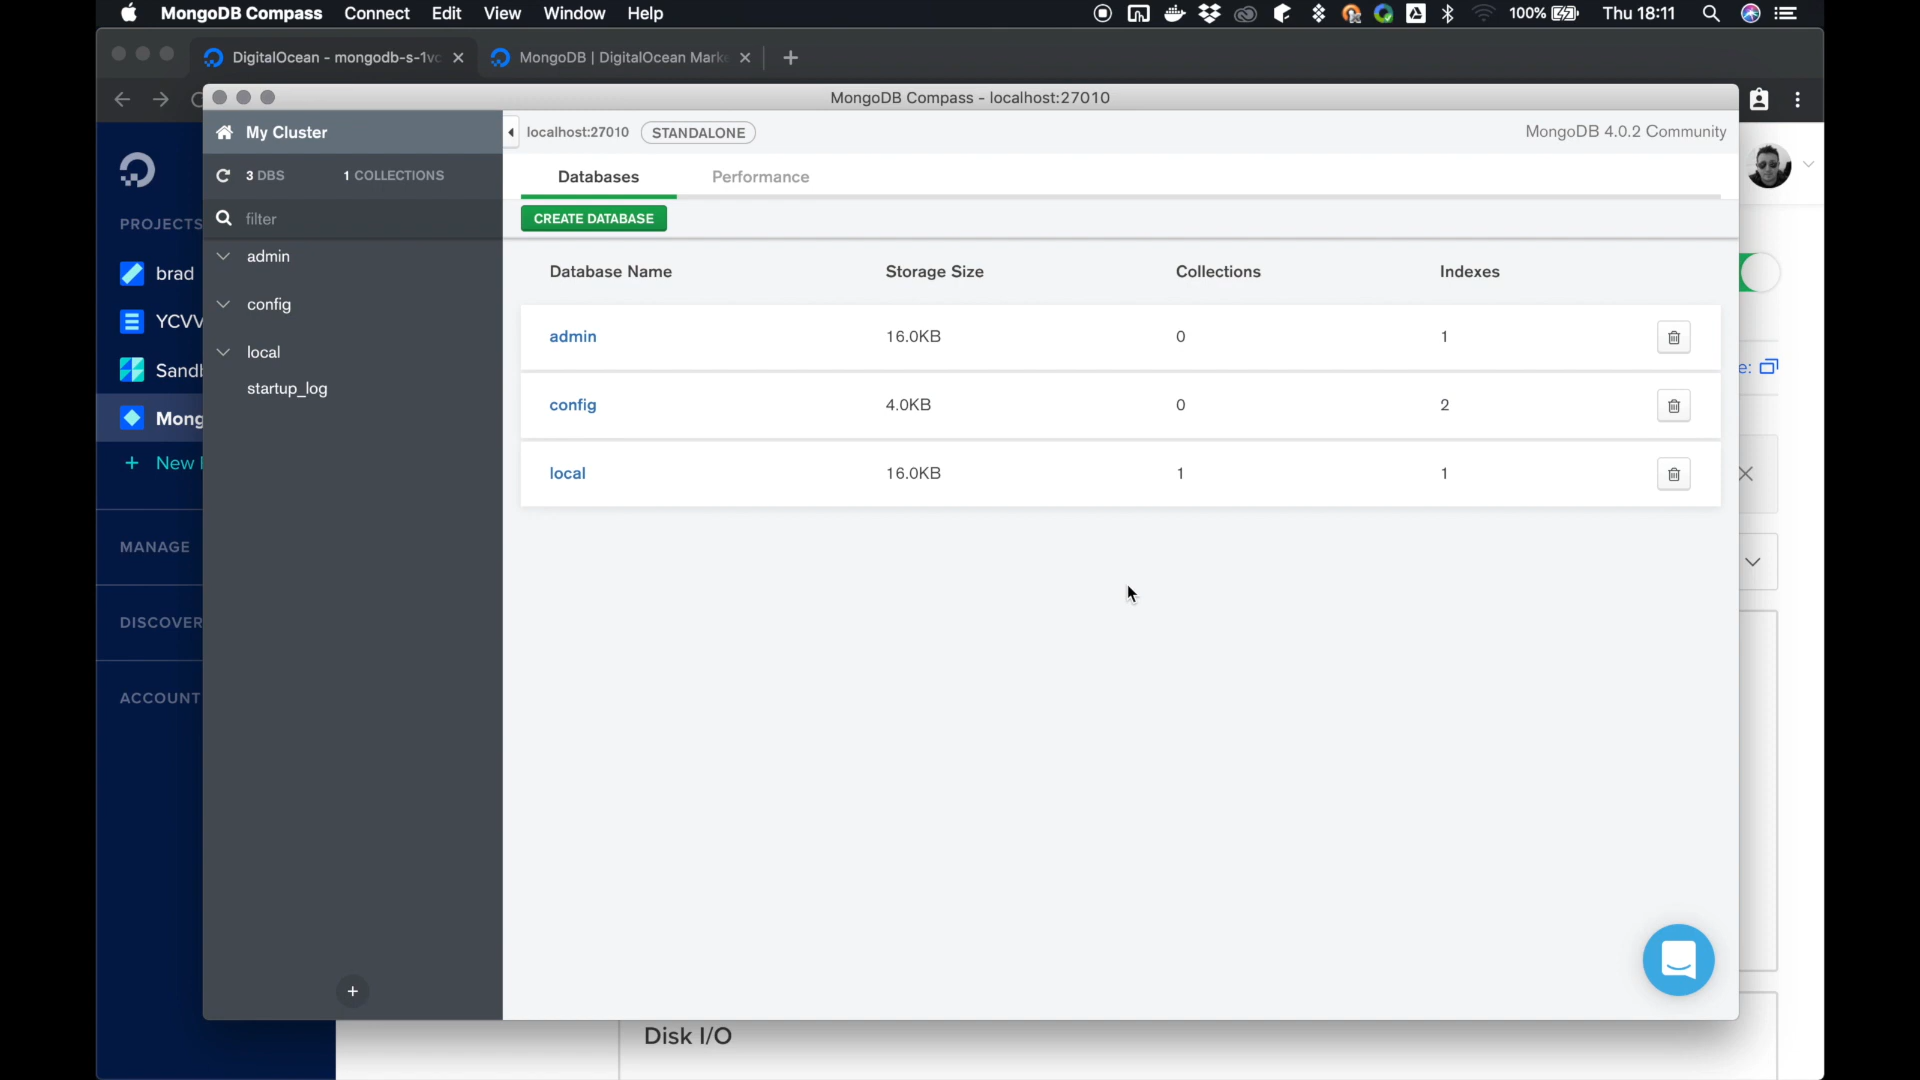 MongoDB Compass Connect Edit View Window Help 100% Thu 18:11
DigitalOcean - mongodb-s-1vc MongoDB | DigitalOcean Marke
MongoDB Compass - localhost:27010
My Cluster localhost:27010 STANDALONE MongoDB 4.0.2 Community
3 DBS 1 COLLECTIONS Databases Performance
filter CREATE DATABASE
PROJECTS
admin
config
local
startup_log
Database Name Storage Size Collections Indexes
admin 16.0KB 0 1
config 4.0KB 0 2
local 16.0KB 1 1
brad
YCVV
Sandb
Mong
+ New
e:
MANAGE
DISCOVER
ACCOUNT
+
Disk I/O